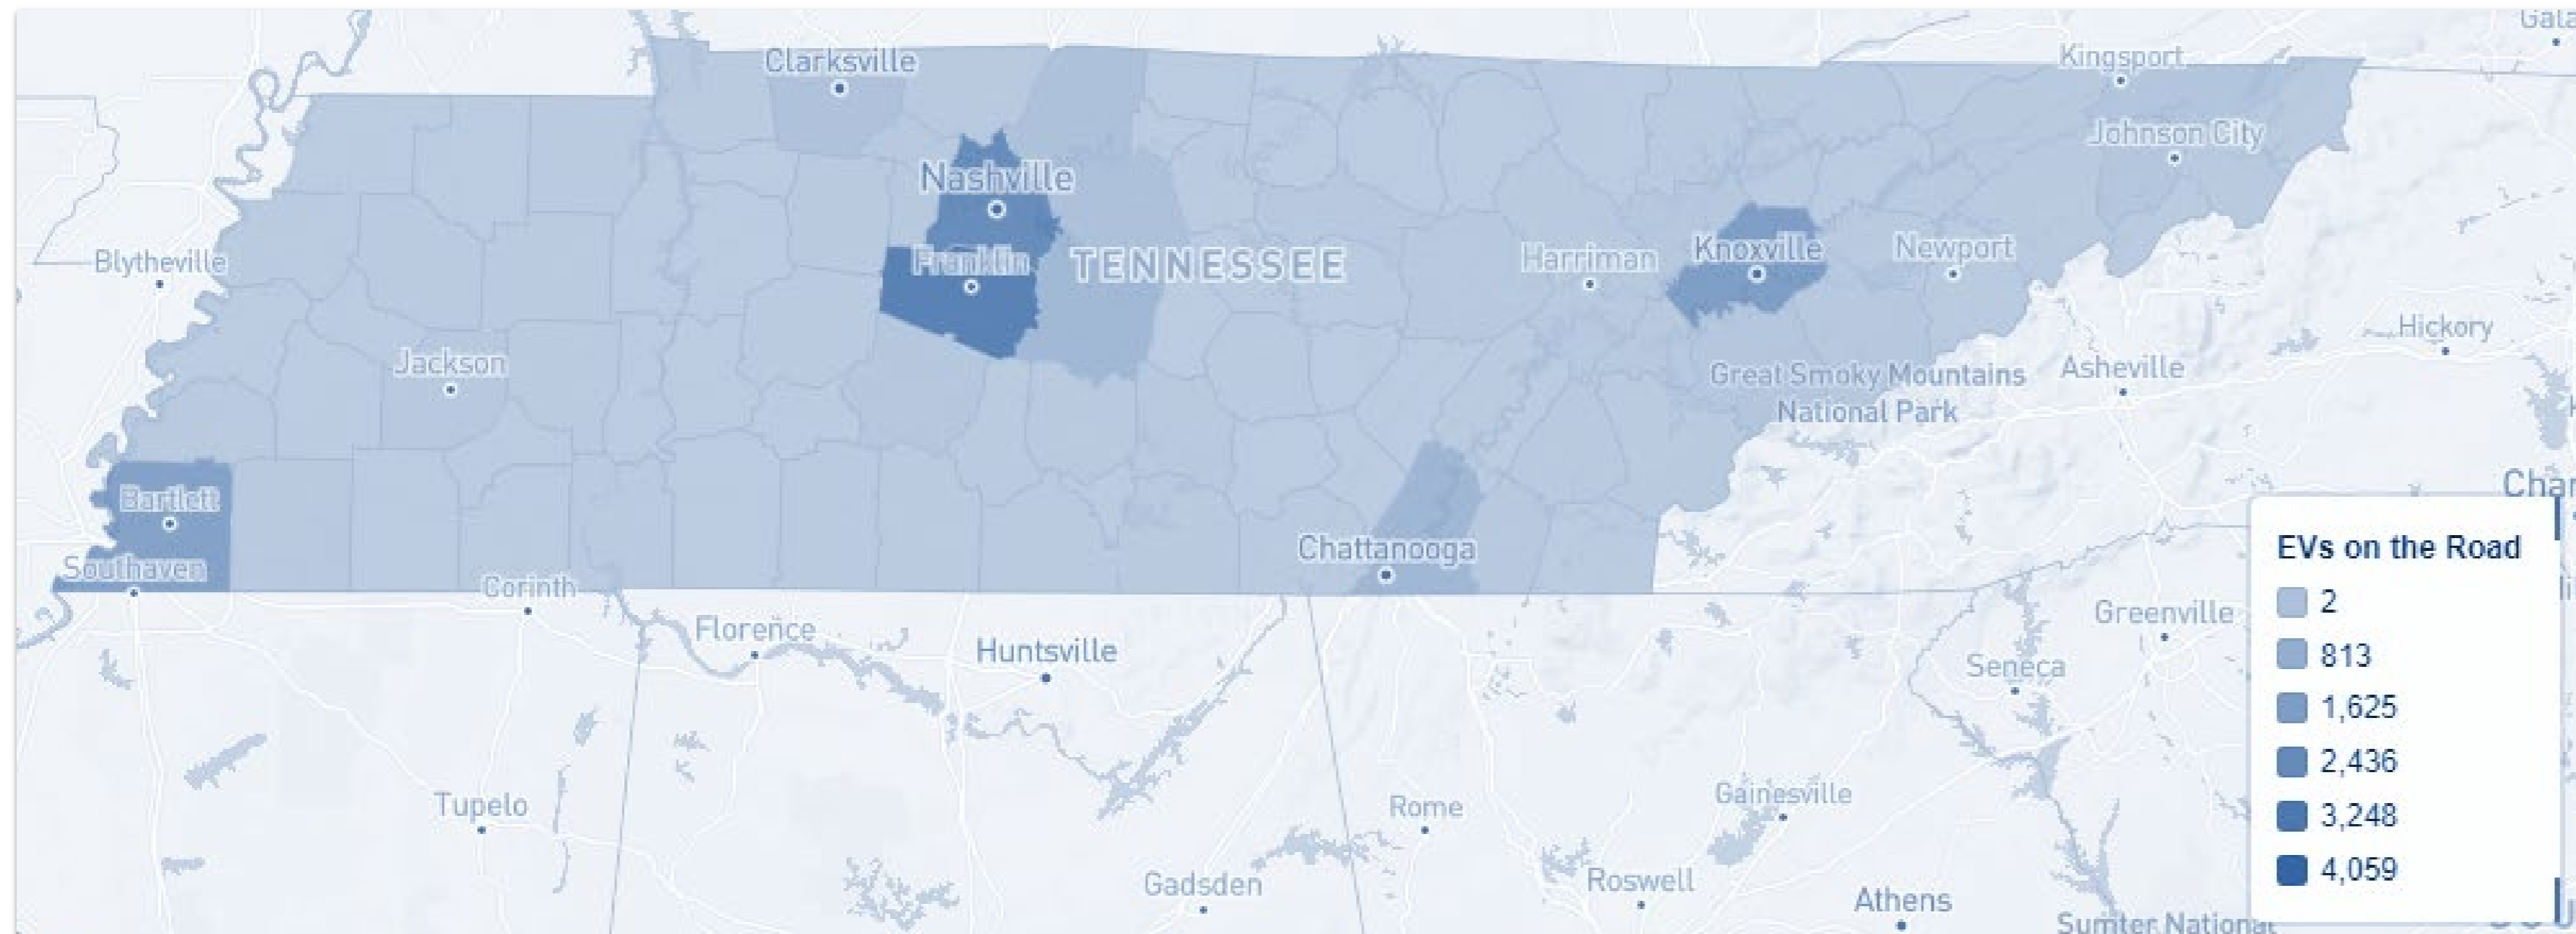 Clarksville
Kingsport
Johnson City
Nashville
Franklin
TENNESSEE
Blytheville
Harriman
Knoxville
Newport
Hickory
Jackson
Great Smoky Mountains
National Park
Asheville
Bartlett
Southaven
Chattanooga
Corinth
Florence
Huntsville
Greenville
Seneca
Tupelo
Rome
Gainesville
Gadsden
Roswell
Athens
Sumter National
EVs on the Road
2
813
1,625
2,436
3,248
4,059